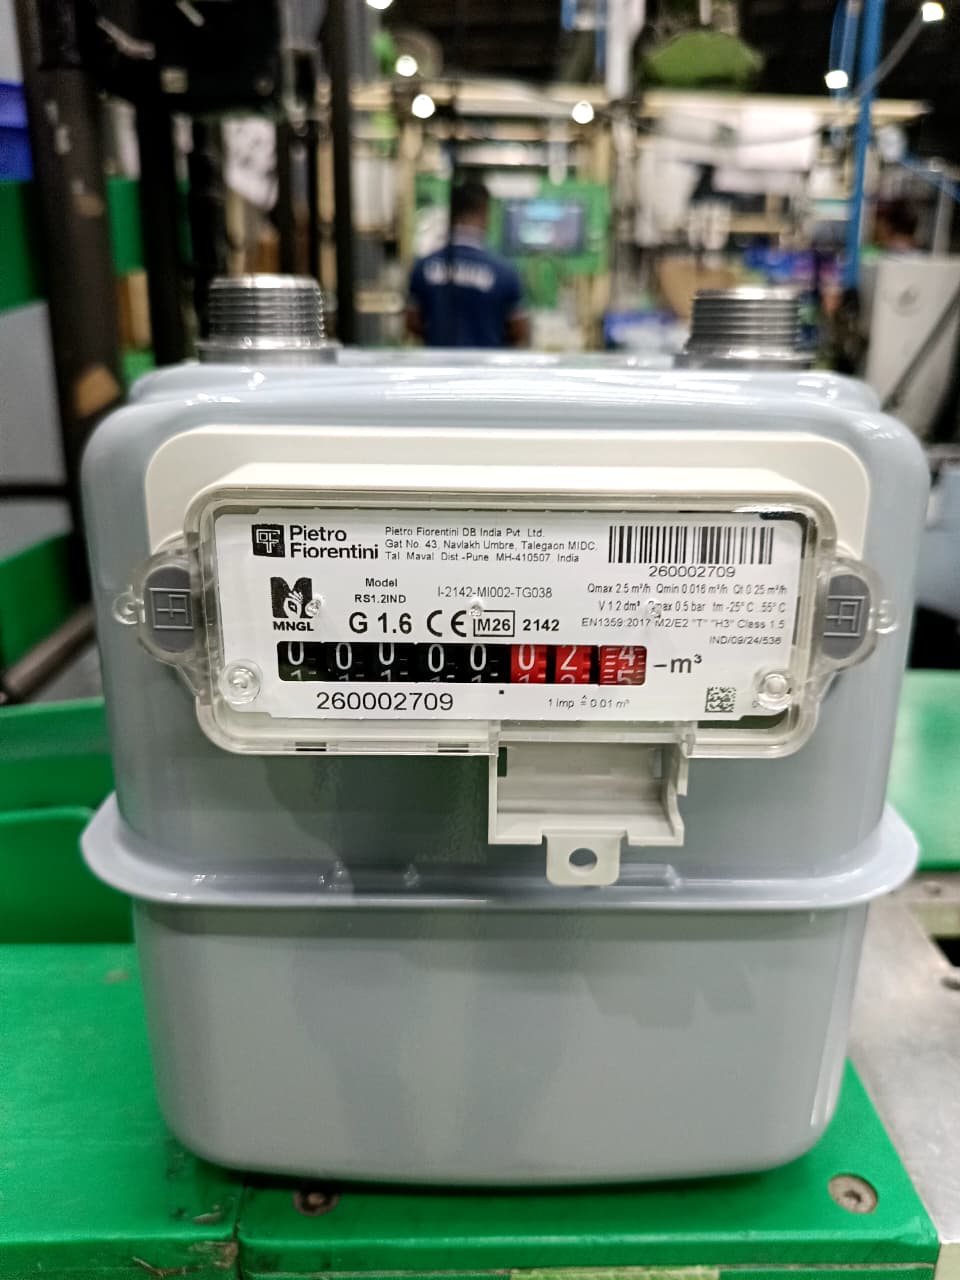 Pietro
Fiorentini
Pietro Fiorentini DB India Pvt. Ltd.
Gat No. 43, Navlakh Umbre, Talegaon MIDC,
Tal. Maval Dist.-Pune MH-410507, India
260002709
MNGL
Model
RS1.2IND
I-2142-MI002-TG038
G 1.6 CE M26 2142
Qmax 2.5 m³/h Qmin 0.016 m³/h Qt 0.25 m³/h
V 1.2 dm³ 0.5 bar tm -25°C..55°C
EN1359:2017 M2/E2 "T" "H3" Class 1.5
IND/09/24/536
0 0 0 0 0 0 2 4 m³
1 1 5
260002709
1 imp ≙ 0.01 m³